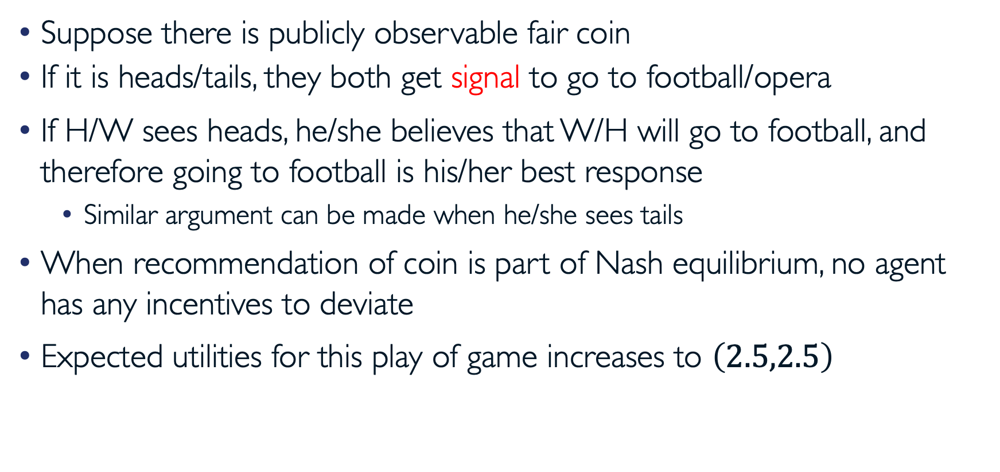 • Suppose there is publicly observable fair coin
• If it is heads/tails, they both get signal to go to football/opera
• If H/W sees heads, he/she believes that W/H will go to football, and
therefore going to football is his/her best response
• Similar argument can be made when he/she sees tails
• When recommendation of coin is part of Nash equilibrium, no agent
has any incentives to deviate
• Expected utilities for this play of game increases to (2.5,2.5)